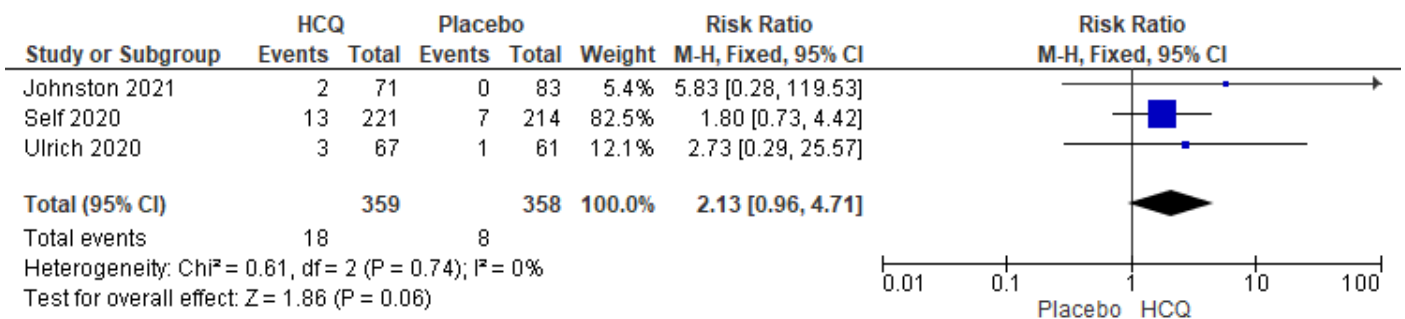 HCQ Placebo Risk Ratio Risk Ratio
Study or Subgroup Events Total Events Total Weight M-H, Fixed, 95% CI M-H, Fixed, 95% CI
Johnston 2021 2 71 0 83 5.4% 5.83 [0.28, 119.53]
Self 2020 13 221 7 214 82.5% 1.80 [0.73, 4.42]
Ulrich 2020 3 67 1 61 12.1% 2.73 [0.29, 25.57]
Total (95% CI) 359 358 100.0% 2.13 [0.96, 4.71]
Total events 18 8
Heterogeneity: Chi² = 0.61, df = 2 (P = 0.74); I² = 0%
Test for overall effect: Z = 1.86 (P = 0.06)
0.01 0.1 1 10 100
Placebo HCQ